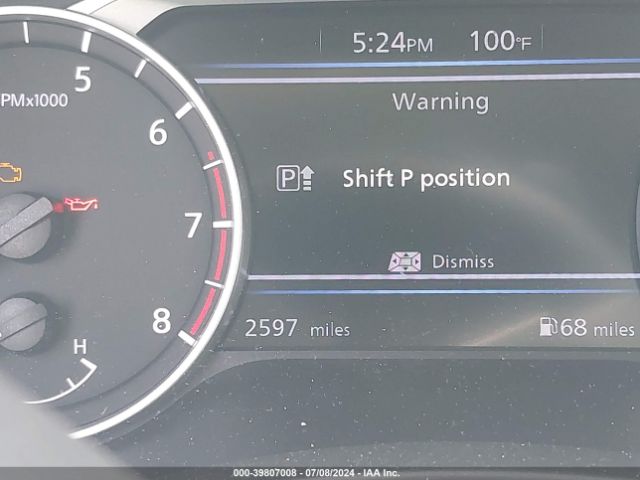 5:24PM 100°F
5
PMx1000
Warning
6
P Shift P position
7
Dismiss
8
2597 miles 68 miles
H
000-39807008 - 07/08/2024 - IAA Inc.